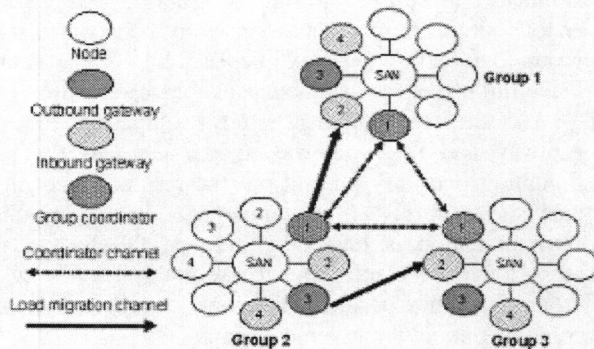 Node
Outbound gateway
Inbound gateway
Group coordinator
Coordinator channel
Load migration channel
4
3
SAN
2
1
Group 1
2
3
1
4
SAN
2
3
4
Group 2
1
2
SAN
3
4
Group 3